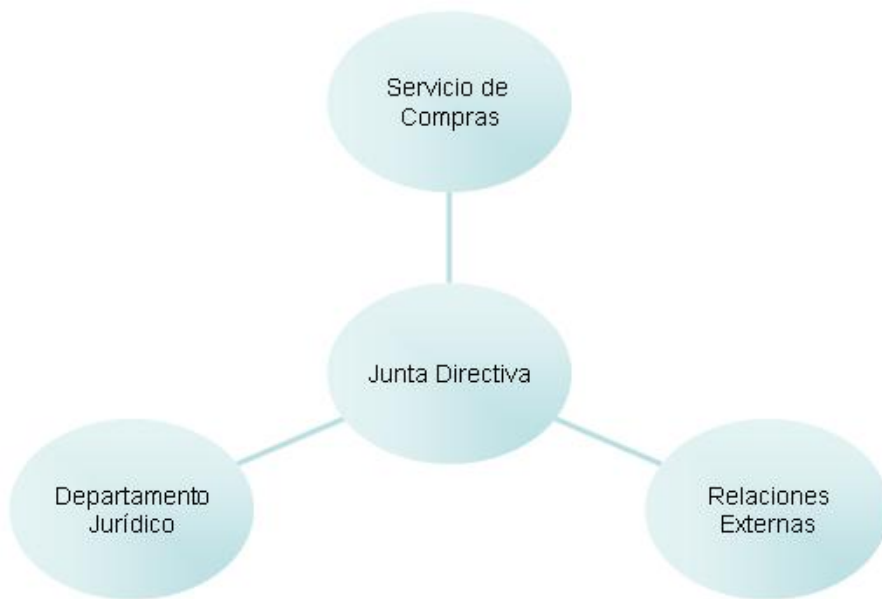 Servicio de
Compras
Junta Directiva
Departamento
Jurídico
Relaciones
Externas